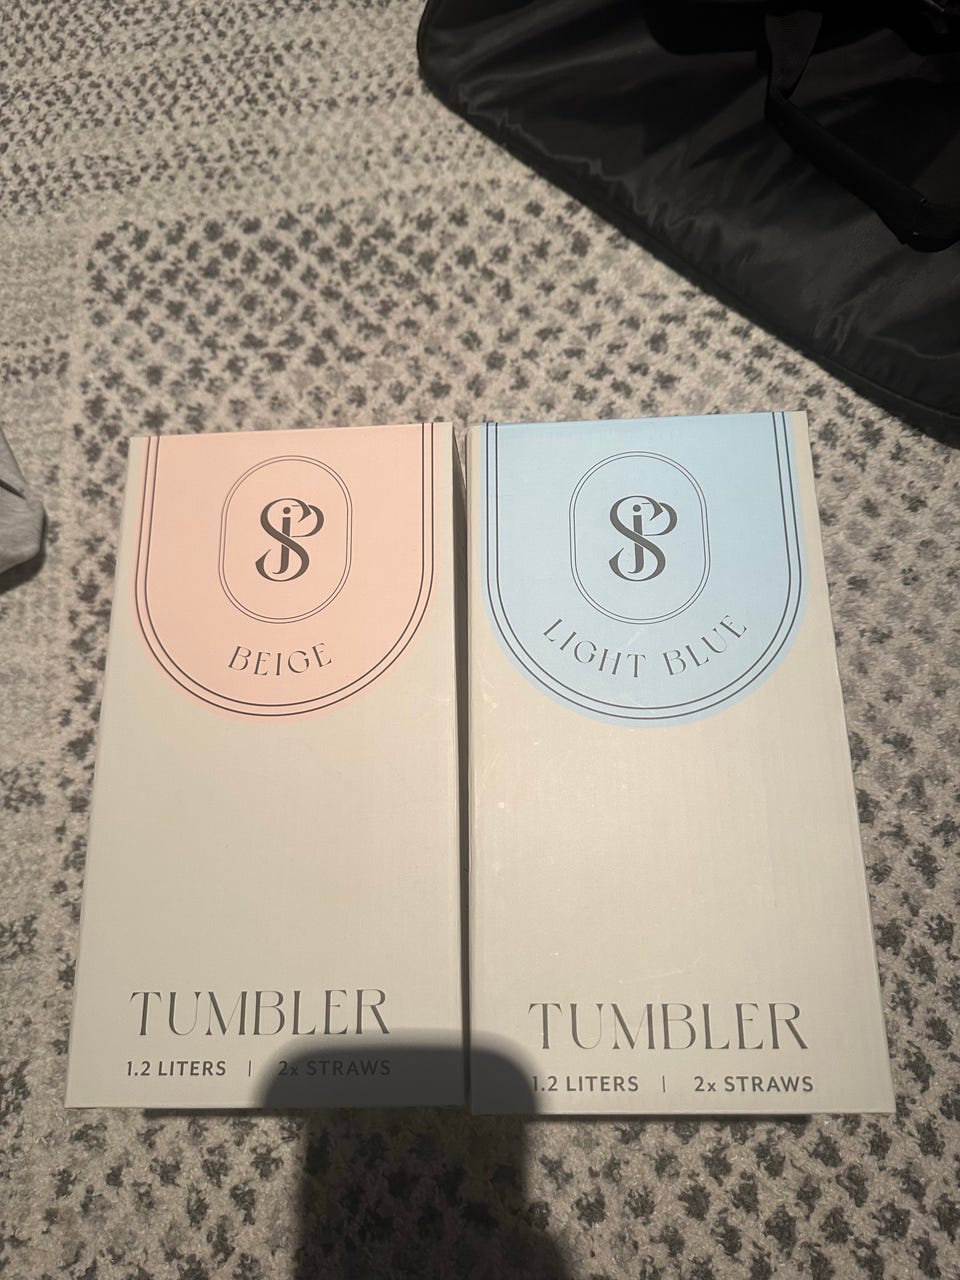 BEIGE
TUMBLER
1.2 LITERS | 2x STRAWS
LIGHT BLUE
TUMBLER
1.2 LITERS | 2x STRAWS